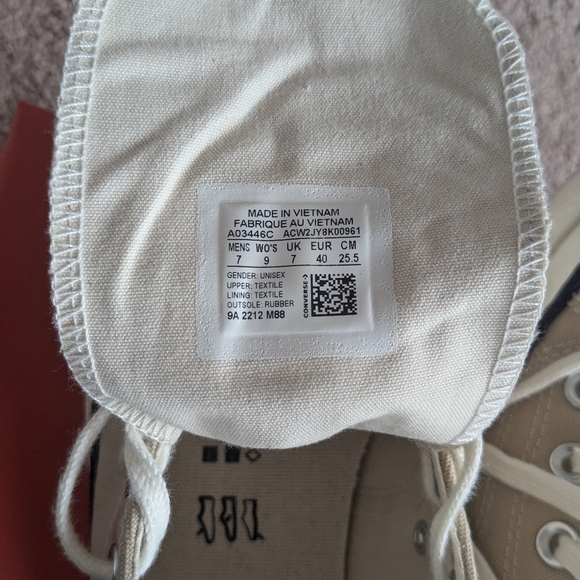 MADE IN VIETNAM
FABRIQUE AU VIETNAM
A03446C ACW2JY8K00961
MENS WO'S UK EUR CM
7 9 7 40 25.5
GENDER: UNISEX
UPPER: TEXTILE
LINING: TEXTILE
OUTSOLE: RUBBER
9A 2212 M88
CONVERSE